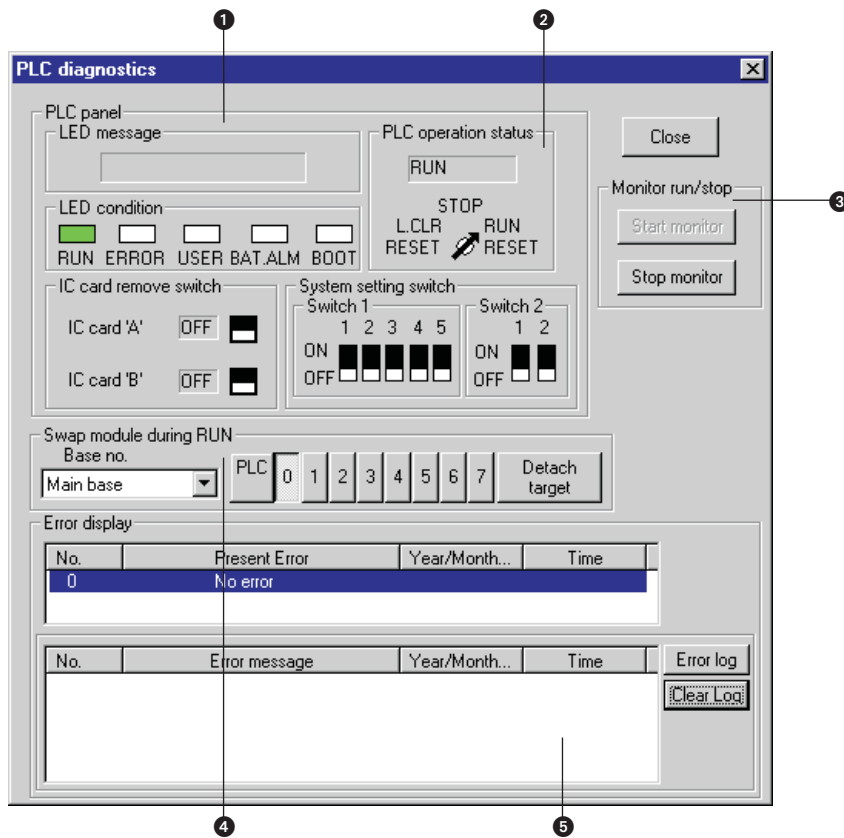 ❶ ❷
PLC diagnostics
PLC panel
LED message
PLC operation status
RUN
Close
STOP
L.CLR RUN
RESET RESET
Monitor run/stop
❸
Start monitor
Stop monitor
LED condition
RUN ERROR USER BAT.ALM BOOT
IC card remove switch
IC card 'A' OFF
IC card 'B' OFF
System setting switch
Switch 1
1 2 3 4 5
ON
OFF
Switch 2
1 2
ON
OFF
Swap module during RUN
Base no.
Main base
PLC 0 1 2 3 4 5 6 7
Detach
target
Error display
No. Present Error Year/Month... Time
0 No error
No. Error message Year/Month... Time
Error log
Clear Log
❹ ❺